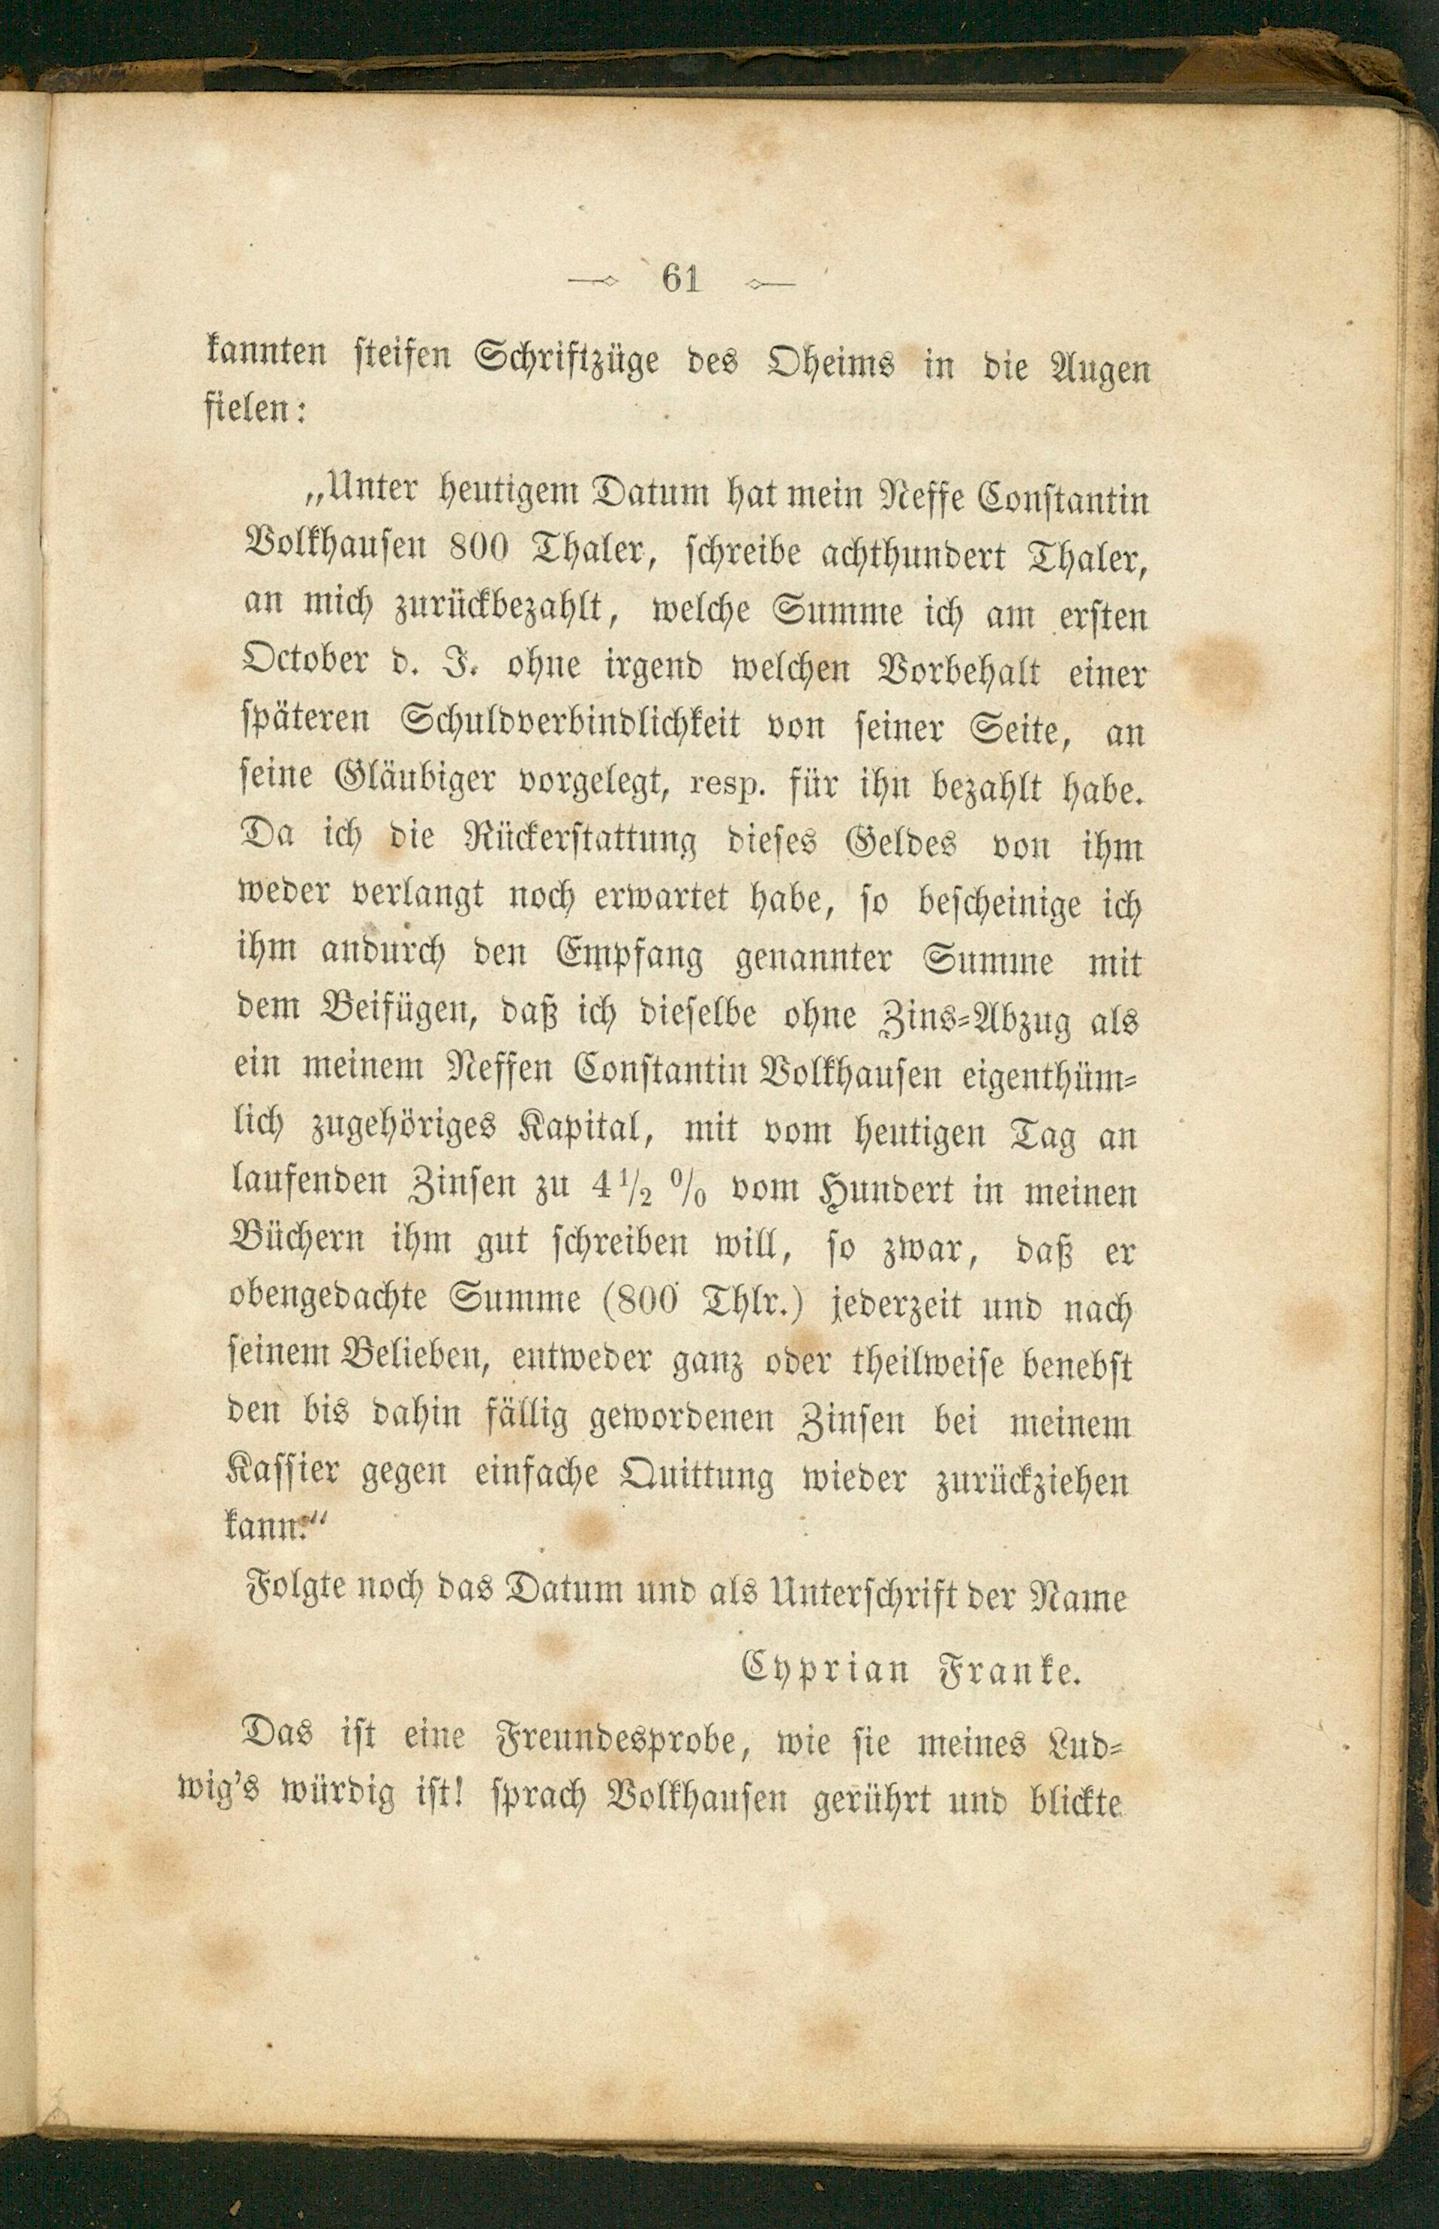 — 61 —
kannten steifen Schriftzüge des Oheims in die Augen
fielen:
„Unter heutigem Datum hat mein Neffe Constantin
Volkhausen 800 Thaler, schreibe achthundert Thaler,
an mich zurückbezahlt, welche Summe ich am ersten
October d. J. ohne irgend welchen Vorbehalt einer
späteren Schuldverbindlichkeit von seiner Seite, an
seine Gläubiger vorgelegt, resp. für ihn bezahlt habe.
Da ich die Rückerstattung dieses Geldes von ihm
weder verlangt noch erwartet habe, so bescheinige ich
ihm andurch den Empfang genannter Summe mit
dem Beifügen, daß ich dieselbe ohne Zins-Abzug als
ein meinem Neffen Constantin Volkhausen eigenthüm-
lich zugehöriges Kapital, mit vom heutigen Tag an
laufenden Zinsen zu 4½ % vom Hundert in meinen
Büchern ihm gut schreiben will, so zwar, daß er
obengedachte Summe (800 Thlr.) jederzeit und nach
seinem Belieben, entweder ganz oder theilweise benebst
den bis dahin fällig gewordenen Zinsen bei meinem
Kassier gegen einfache Quittung wieder zurückziehen
kann.“
Folgte noch das Datum und als Unterschrift der Name
Cyprian Franke.
Das ist eine Freundesprobe, wie sie meines Lud-
wig's würdig ist! sprach Volkhausen gerührt und blickte